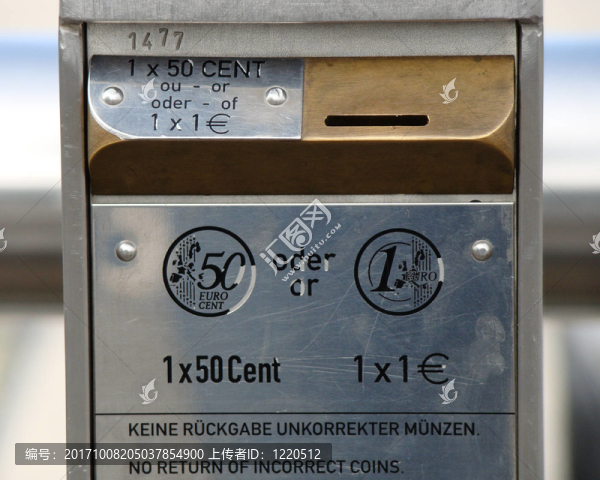 1477
1 x 50 CENT
ou - or
oder - of
1 x 1 €
50 EURO CENT
oder
or
1 EURO
1x50Cent
1x1€
KEINE RÜCKGABE UNKORREKTER MÜNZEN.
NO RETURN OF INCORRECT COINS.
编号: 20171008205037854900 上传者ID: 1220512